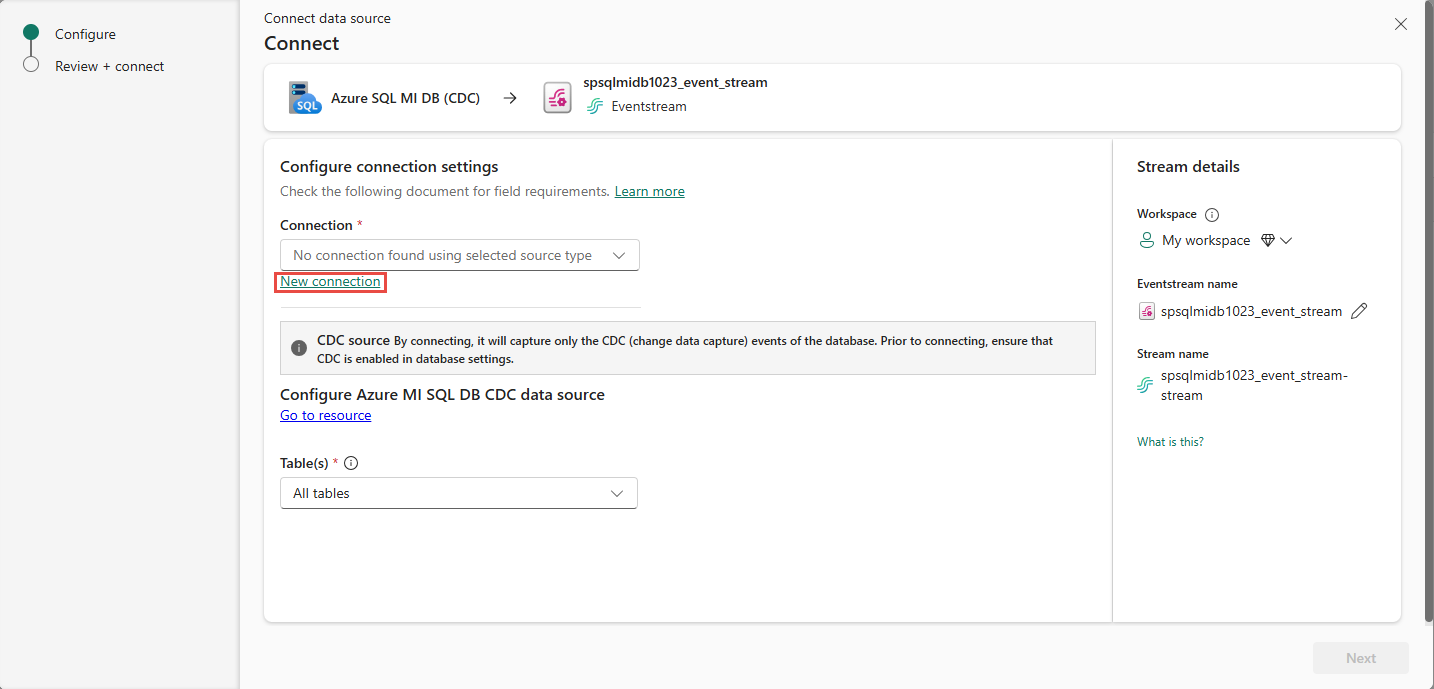 Configure
Review + connect
Connect data source
Connect
SQL
Azure SQL MI DB (CDC)
spsqlmidb1023_event_stream
Eventstream
Configure connection settings
Check the following document for field requirements. Learn more
Connection *
No connection found using selected source type
New connection
CDC source By connecting, it will capture only the CDC (change data capture) events of the database. Prior to connecting, ensure that
CDC is enabled in database settings.
Configure Azure MI SQL DB CDC data source
Go to resource
Table(s) *
All tables
Stream details
Workspace
My workspace
Eventstream name
spsqlmidb1023_event_stream
Stream name
spsqlmidb1023_event_stream-
stream
What is this?
Next